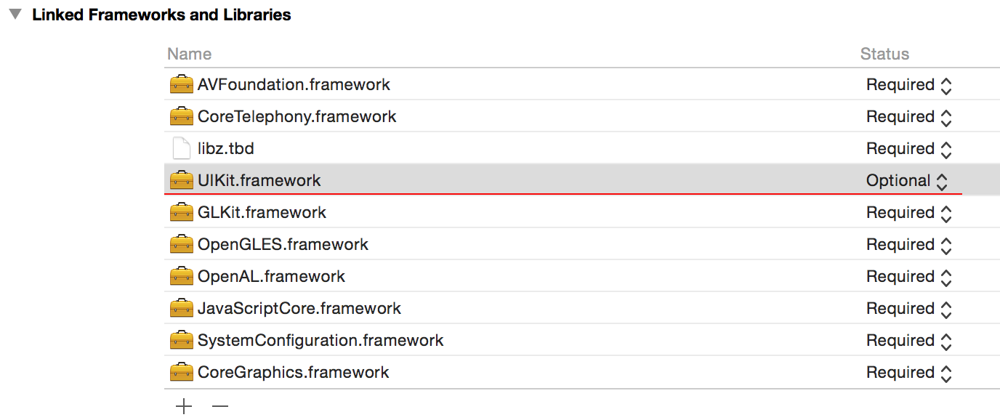 Linked Frameworks and Libraries
Name Status
AVFoundation.framework Required
CoreTelephony.framework Required
libz.tbd Required
UIKit.framework Optional
GLKit.framework Required
OpenGLES.framework Required
OpenAL.framework Required
JavaScriptCore.framework Required
SystemConfiguration.framework Required
CoreGraphics.framework Required